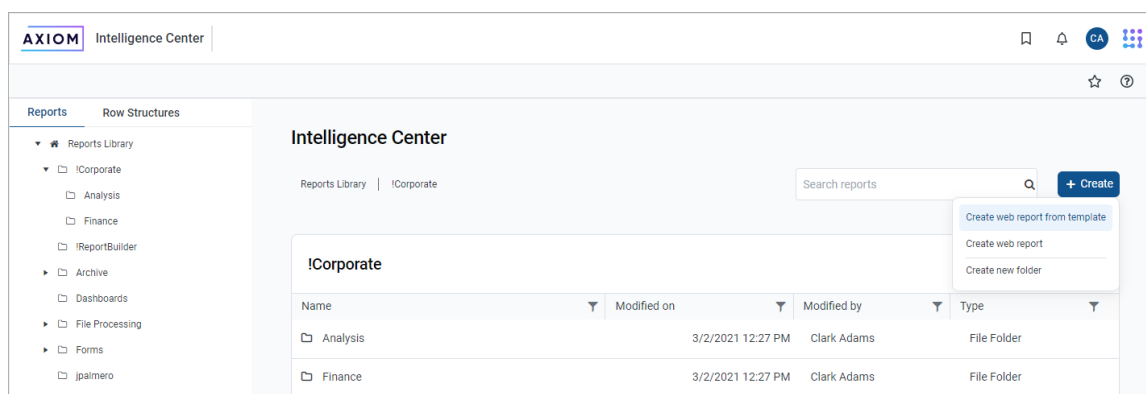 AXIOM Intelligence Center
CA
Reports Row Structures
Reports Library
!Corporate
Analysis
Finance
!ReportBuilder
Archive
Dashboards
File Processing
Forms
jpalmero
Intelligence Center
Reports Library | !Corporate
Search reports
+ Create
Create web report from template
Create web report
Create new folder
!Corporate
Name Modified on Modified by Type
Analysis 3/2/2021 12:27 PM Clark Adams File Folder
Finance 3/2/2021 12:27 PM Clark Adams File Folder